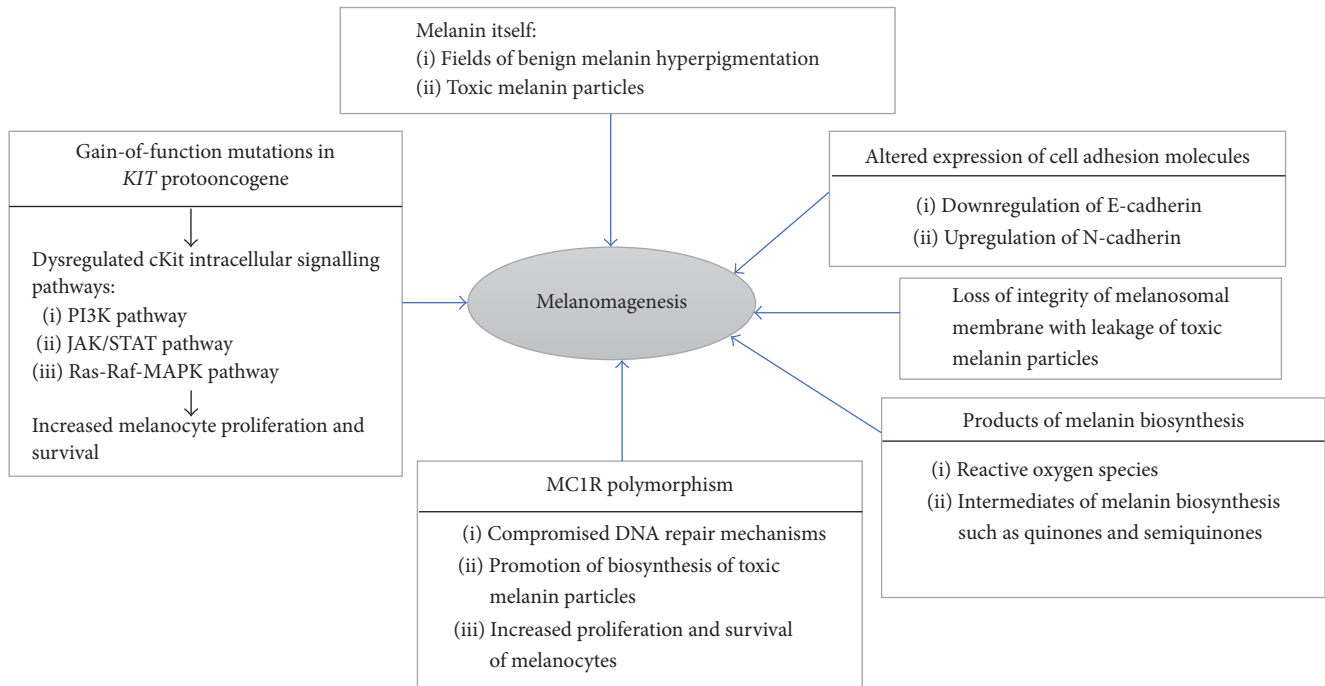 Melanin itself:
(i) Fields of benign melanin hyperpigmentation
(ii) Toxic melanin particles
Gain-of-function mutations in
KIT protooncogene
Dysregulated cKit intracellular signalling
pathways:
(i) PI3K pathway
(ii) JAK/STAT pathway
(iii) Ras-Raf-MAPK pathway
Increased melanocyte proliferation and
survival
Melanomagenesis
Altered expression of cell adhesion molecules
(i) Downregulation of E-cadherin
(ii) Upregulation of N-cadherin
Loss of integrity of melanosomal
membrane with leakage of toxic
melanin particles
Products of melanin biosynthesis
(i) Reactive oxygen species
(ii) Intermediates of melanin biosynthesis
such as quinones and semiquinones
MC1R polymorphism
(i) Compromised DNA repair mechanisms
(ii) Promotion of biosynthesis of toxic
melanin particles
(iii) Increased proliferation and survival
of melanocytes